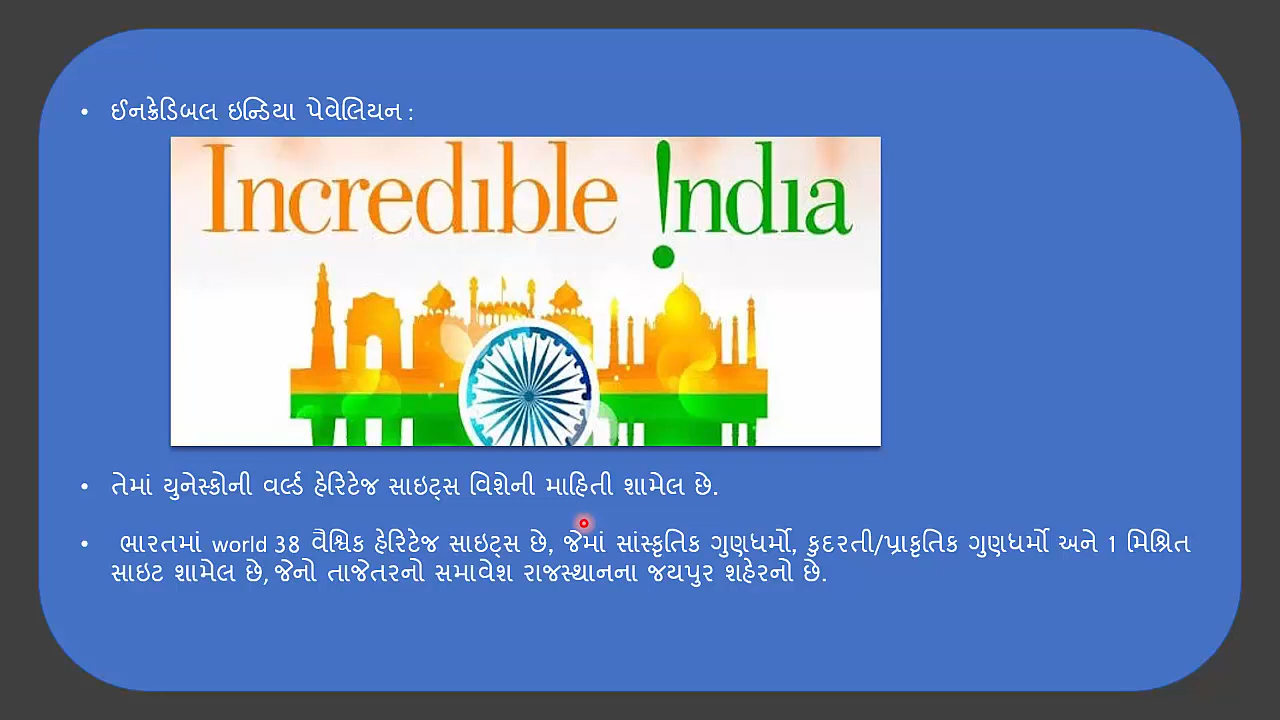 • ઈનક્રેડિબલ ઇન્ડિયા પેવેલિયન :
Incredible !ndia
• તેમાં યુનેસ્કોની વર્લ્ડ હેરિટેજ સાઇટ્સ વિશેની માહિતી શામેલ છે.
• ભારતમાં world 38 વૈશ્વિક હેરિટેજ સાઇટ્સ છે, જેમાં સાંસ્કૃતિક ગુણધર્મો, કુદરતી/પ્રાકૃતિક ગુણધર્મો અને 1 મિશ્રિત
સાઇટ શામેલ છે, જેનો તાજેતરનો સમાવેશ રાજસ્થાનના જયપુર શહેરનો છે.